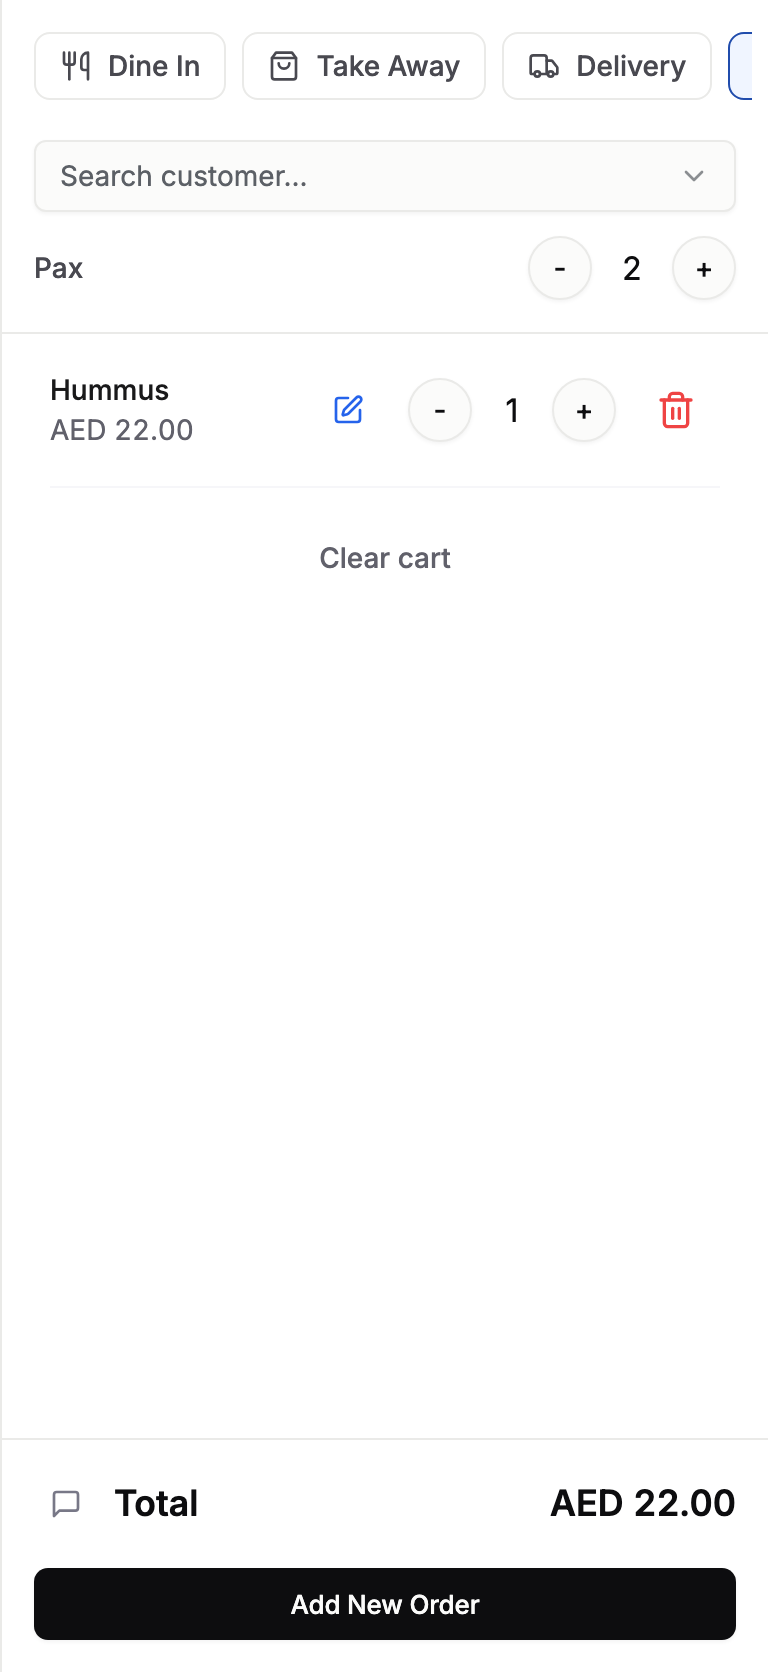 Dine In
Take Away
Delivery
Search customer...
Pax
- 2 +
Hummus
AED 22.00
- 1 +
Clear cart
Total AED 22.00
Add New Order